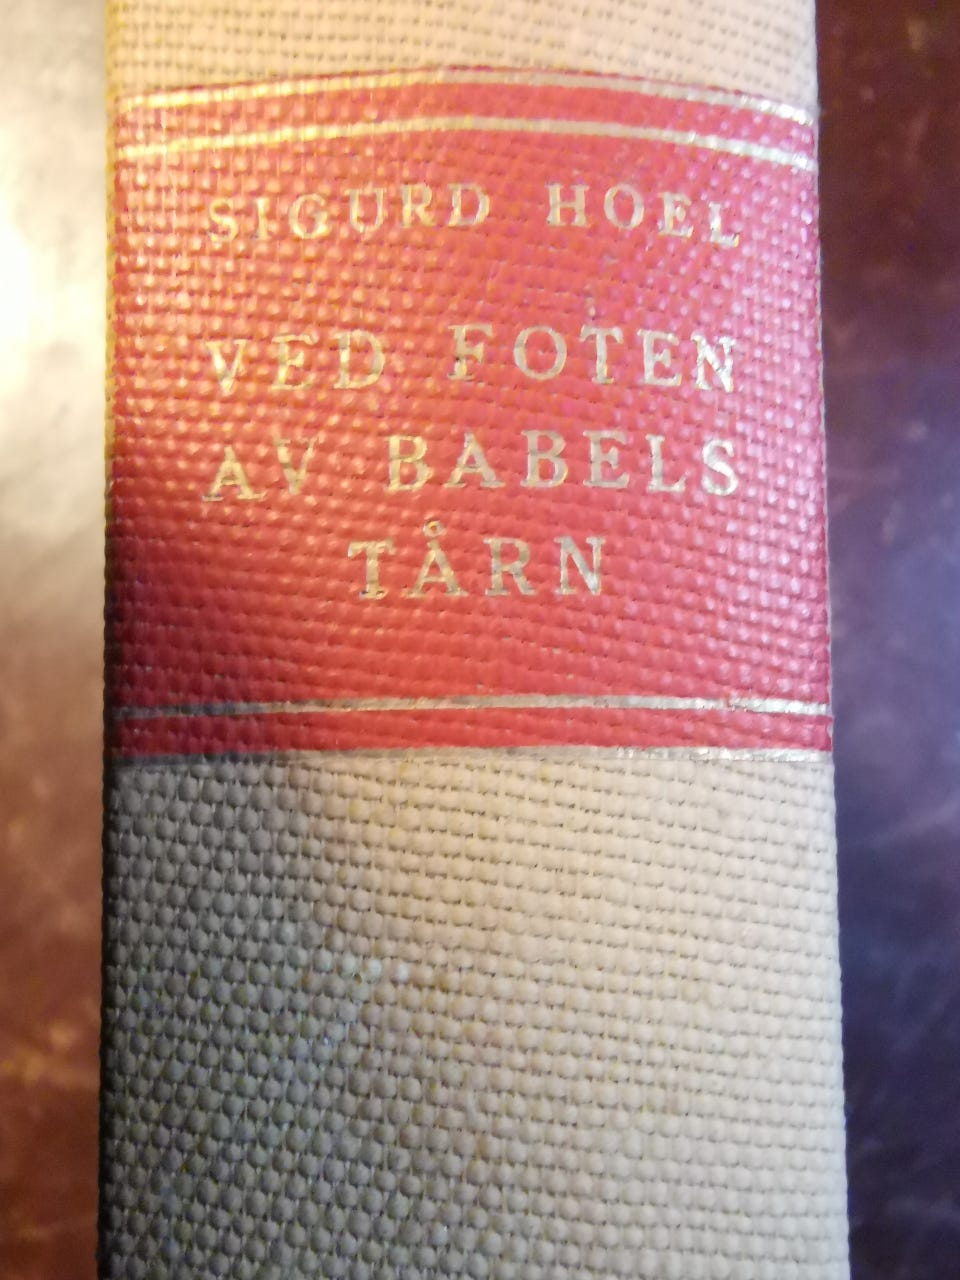 SIGURD HOEL
VED FOTEN
AV BABELS
TÅRN